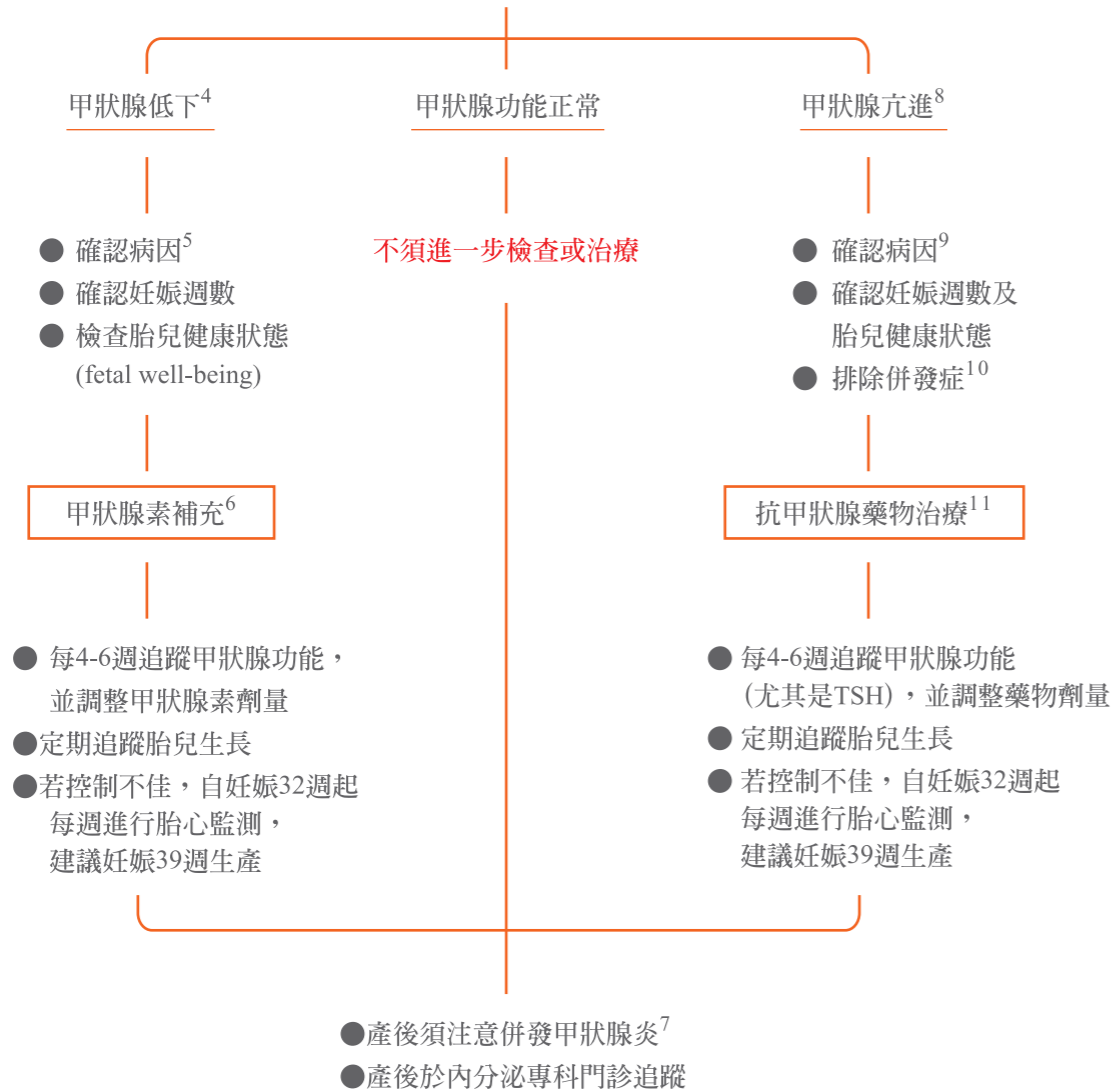 甲狀腺低下4
甲狀腺功能正常
甲狀腺亢進8
● 確認病因5
● 確認妊娠週數
● 檢查胎兒健康狀態
(fetal well-being)
不須進一步檢查或治療
● 確認病因9
● 確認妊娠週數及
胎兒健康狀態
● 排除併發症10
甲狀腺素補充6
抗甲狀腺藥物治療11
● 每4-6週追蹤甲狀腺功能，
並調整甲狀腺素劑量
●定期追蹤胎兒生長
●若控制不佳，自妊娠32週起
每週進行胎心監測，
建議妊娠39週生產
● 每4-6週追蹤甲狀腺功能
(尤其是TSH)，並調整藥物劑量
● 定期追蹤胎兒生長
● 若控制不佳，自妊娠32週起
每週進行胎心監測，
建議妊娠39週生產
●產後須注意併發甲狀腺炎7
●產後於內分泌專科門診追蹤